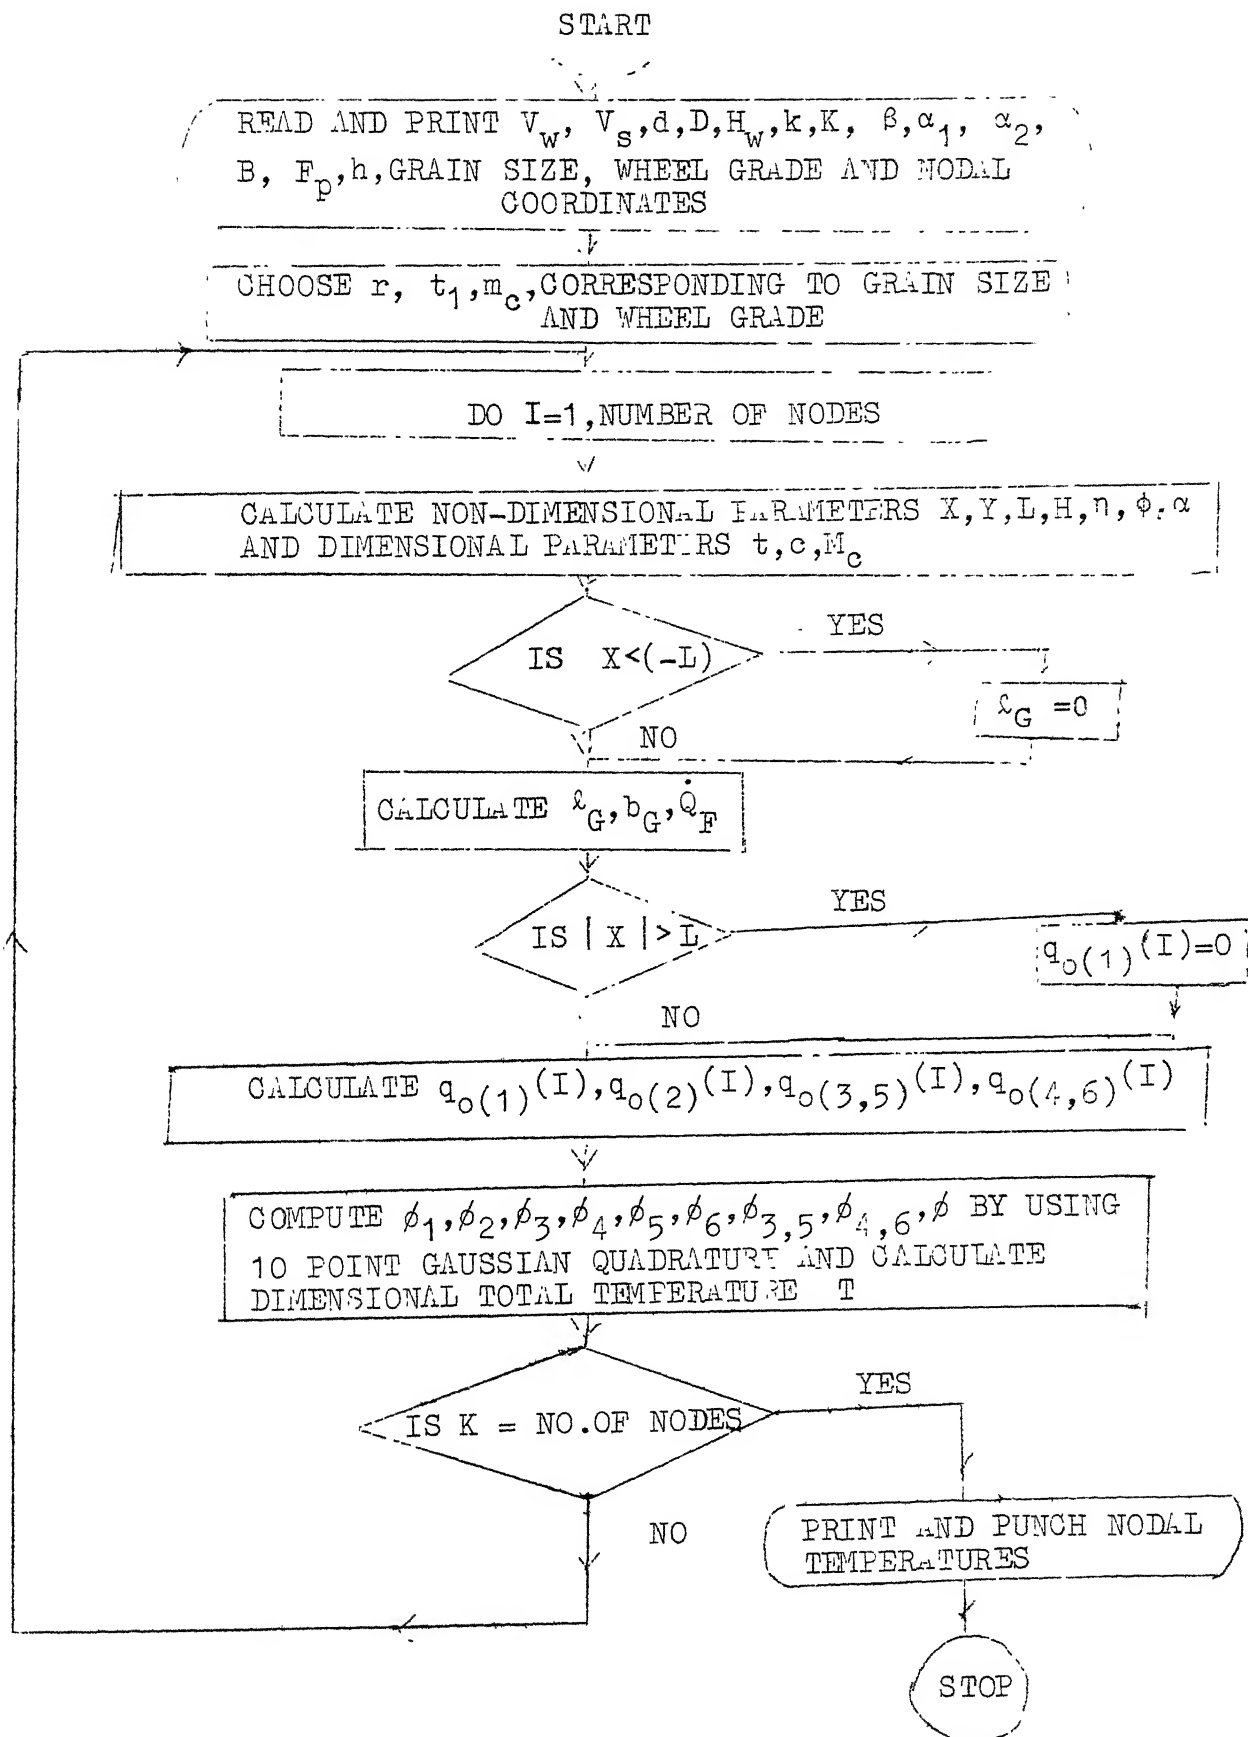 START
READ AND PRINT V_w, V_s,d,D,H_w,k,K, β,α_1, α_2,
B, F_p,h,GRAIN SIZE, WHEEL GRADE AND NODAL
COORDINATES
CHOOSE r, t_1,m_c,CORRESPONDING TO GRAIN SIZE
AND WHEEL GRADE
DO I=1,NUMBER OF NODES
CALCULATE NON-DIMENSIONAL PARAMETERS X,Y,L,H,η,ϕ,α
AND DIMENSIONAL PARAMETERS t,c,M_c
IS X<(-L)
YES
ℓ_G =0
NO
CALCULATE ℓ_G,b_G,Q̇_F
IS | X |>L
YES
q_o(1)(I)=0
NO
CALCULATE q_o(1)(I),q_o(2)(I),q_o(3,5)(I),q_o(4,6)(I)
COMPUTE ϕ_1,ϕ_2,ϕ_3,ϕ_4,ϕ_5,ϕ_6,ϕ_3,5,ϕ_4,6,ϕ BY USING
10 POINT GAUSSIAN QUADRATURE AND CALCULATE
DIMENSIONAL TOTAL TEMPERATURE T
IS K = NO.OF NODES
YES
NO
PRINT AND PUNCH NODAL
TEMPERATURES
STOP